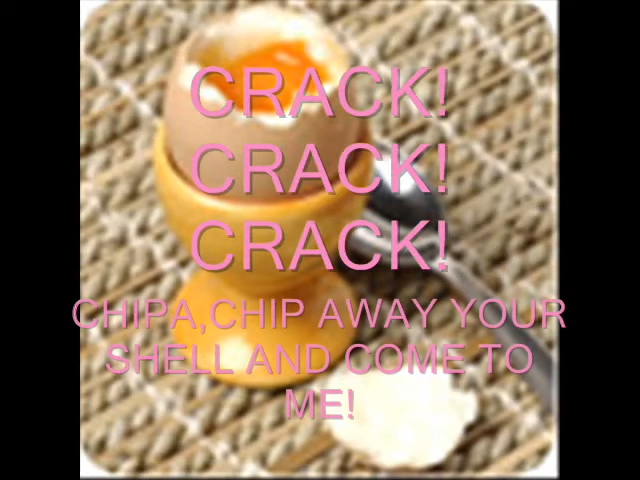 CRACK!
CRACK!
CRACK!
CHIPA,CHIP AWAY YOUR
SHELL AND COME TO
ME!